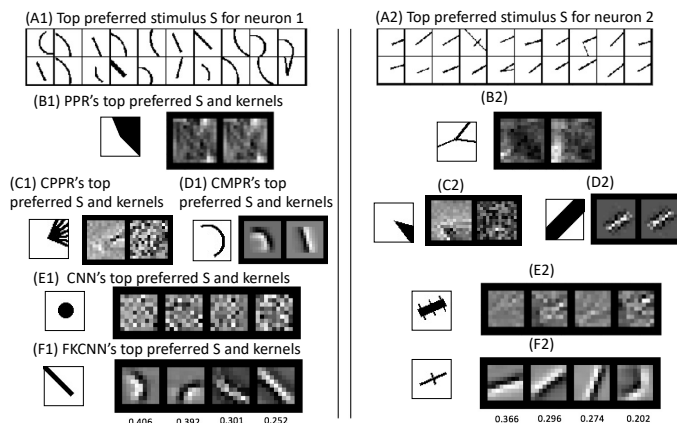 (A1) Top preferred stimulus S for neuron 1
(B1) PPR's top preferred S and kernels
(C1) CPPR's top
preferred S and kernels
(D1) CMPR's top
preferred S and kernels
(E1) CNN's top preferred S and kernels
(F1) FKCNN's top preferred S and kernels
0.406 0.392 0.301 0.252
(A2) Top preferred stimulus S for neuron 2
(B2)
(C2)
(D2)
(E2)
(F2)
0.366 0.296 0.274 0.202